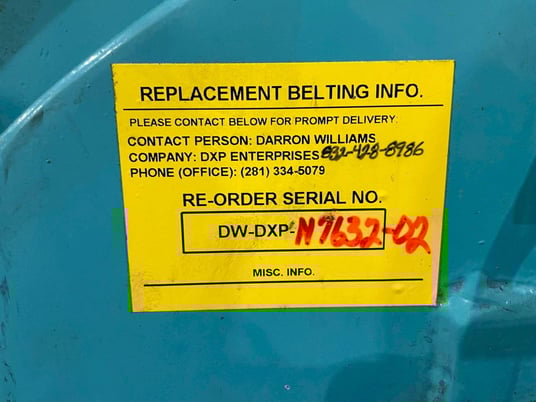 REPLACEMENT BELTING INFO.
PLEASE CONTACT BELOW FOR PROMPT DELIVERY.
CONTACT PERSON: DARRON WILLIAMS
COMPANY: DXP ENTERPRISES 832-428-8986
PHONE (OFFICE): (281) 334-5079
RE-ORDER SERIAL NO.
DW-DXP-N7632-02
MISC. INFO.